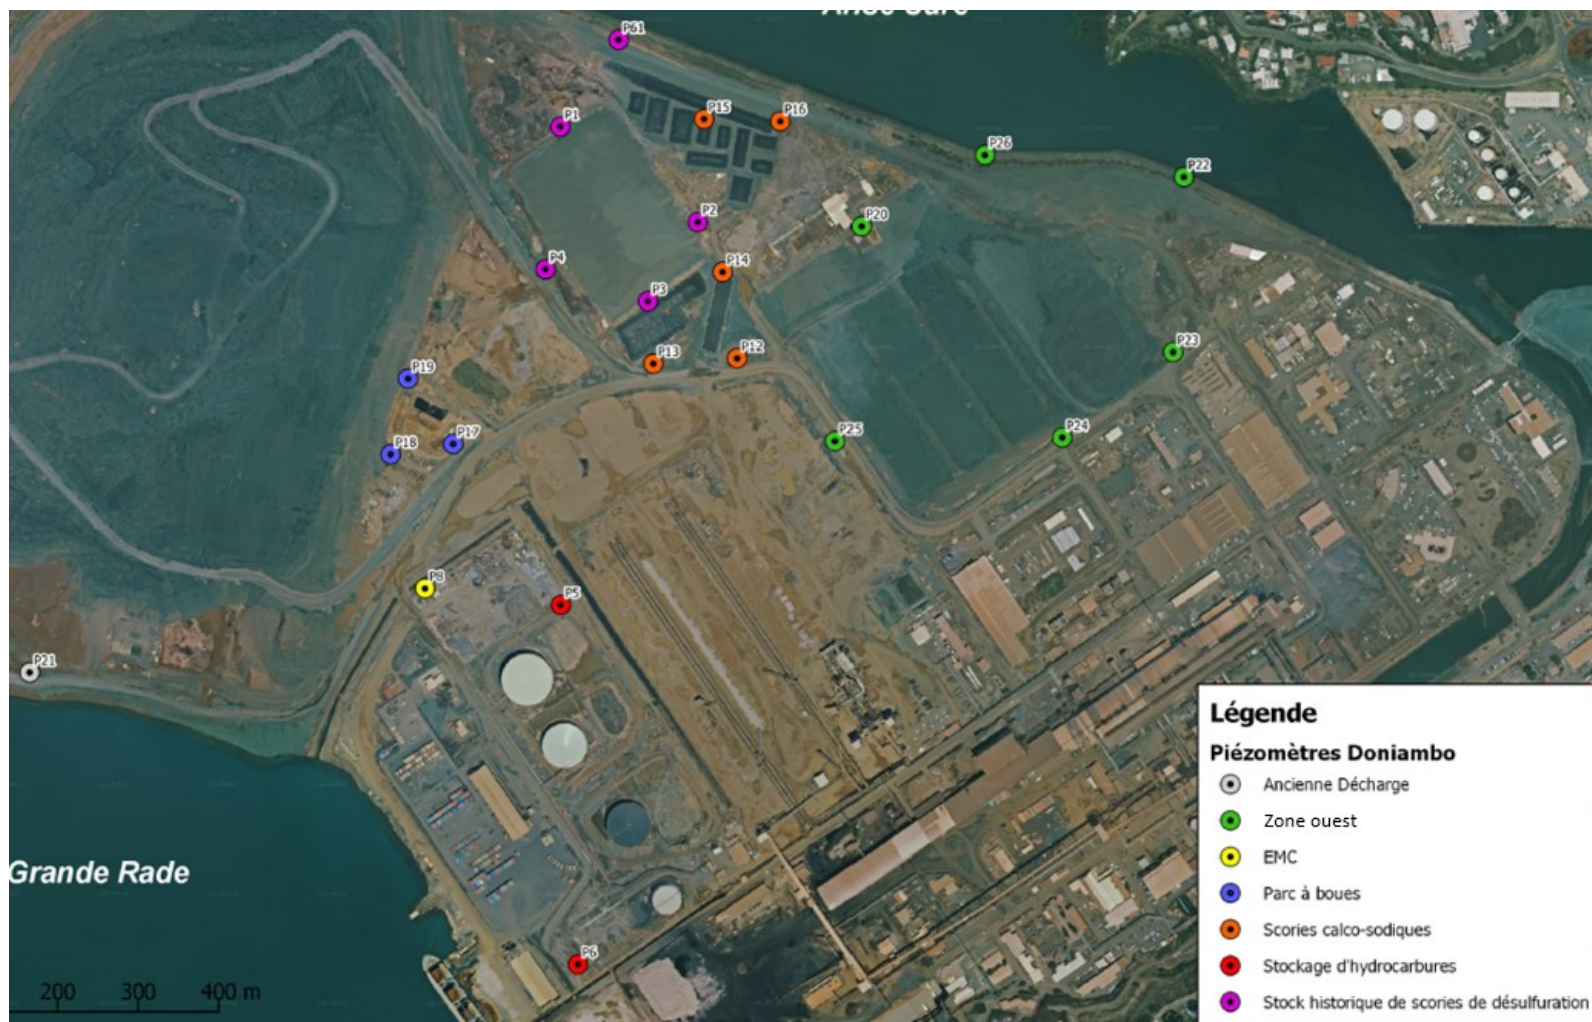 P61
P15
P16
P1
P26
P22
P2
P20
P4
P14
P3
P23
P13
P12
P19
P25
P24
P18
P17
P8
P5
P21
Légende
Piézomètres Doniambo
Ancienne Décharge
Zone ouest
EMC
Grande Rade
Parc à boues
Scories calco-sodiques
P6
Stockage d'hydrocarbures
200 300 400 m
Stock historique de scories de désulfuration